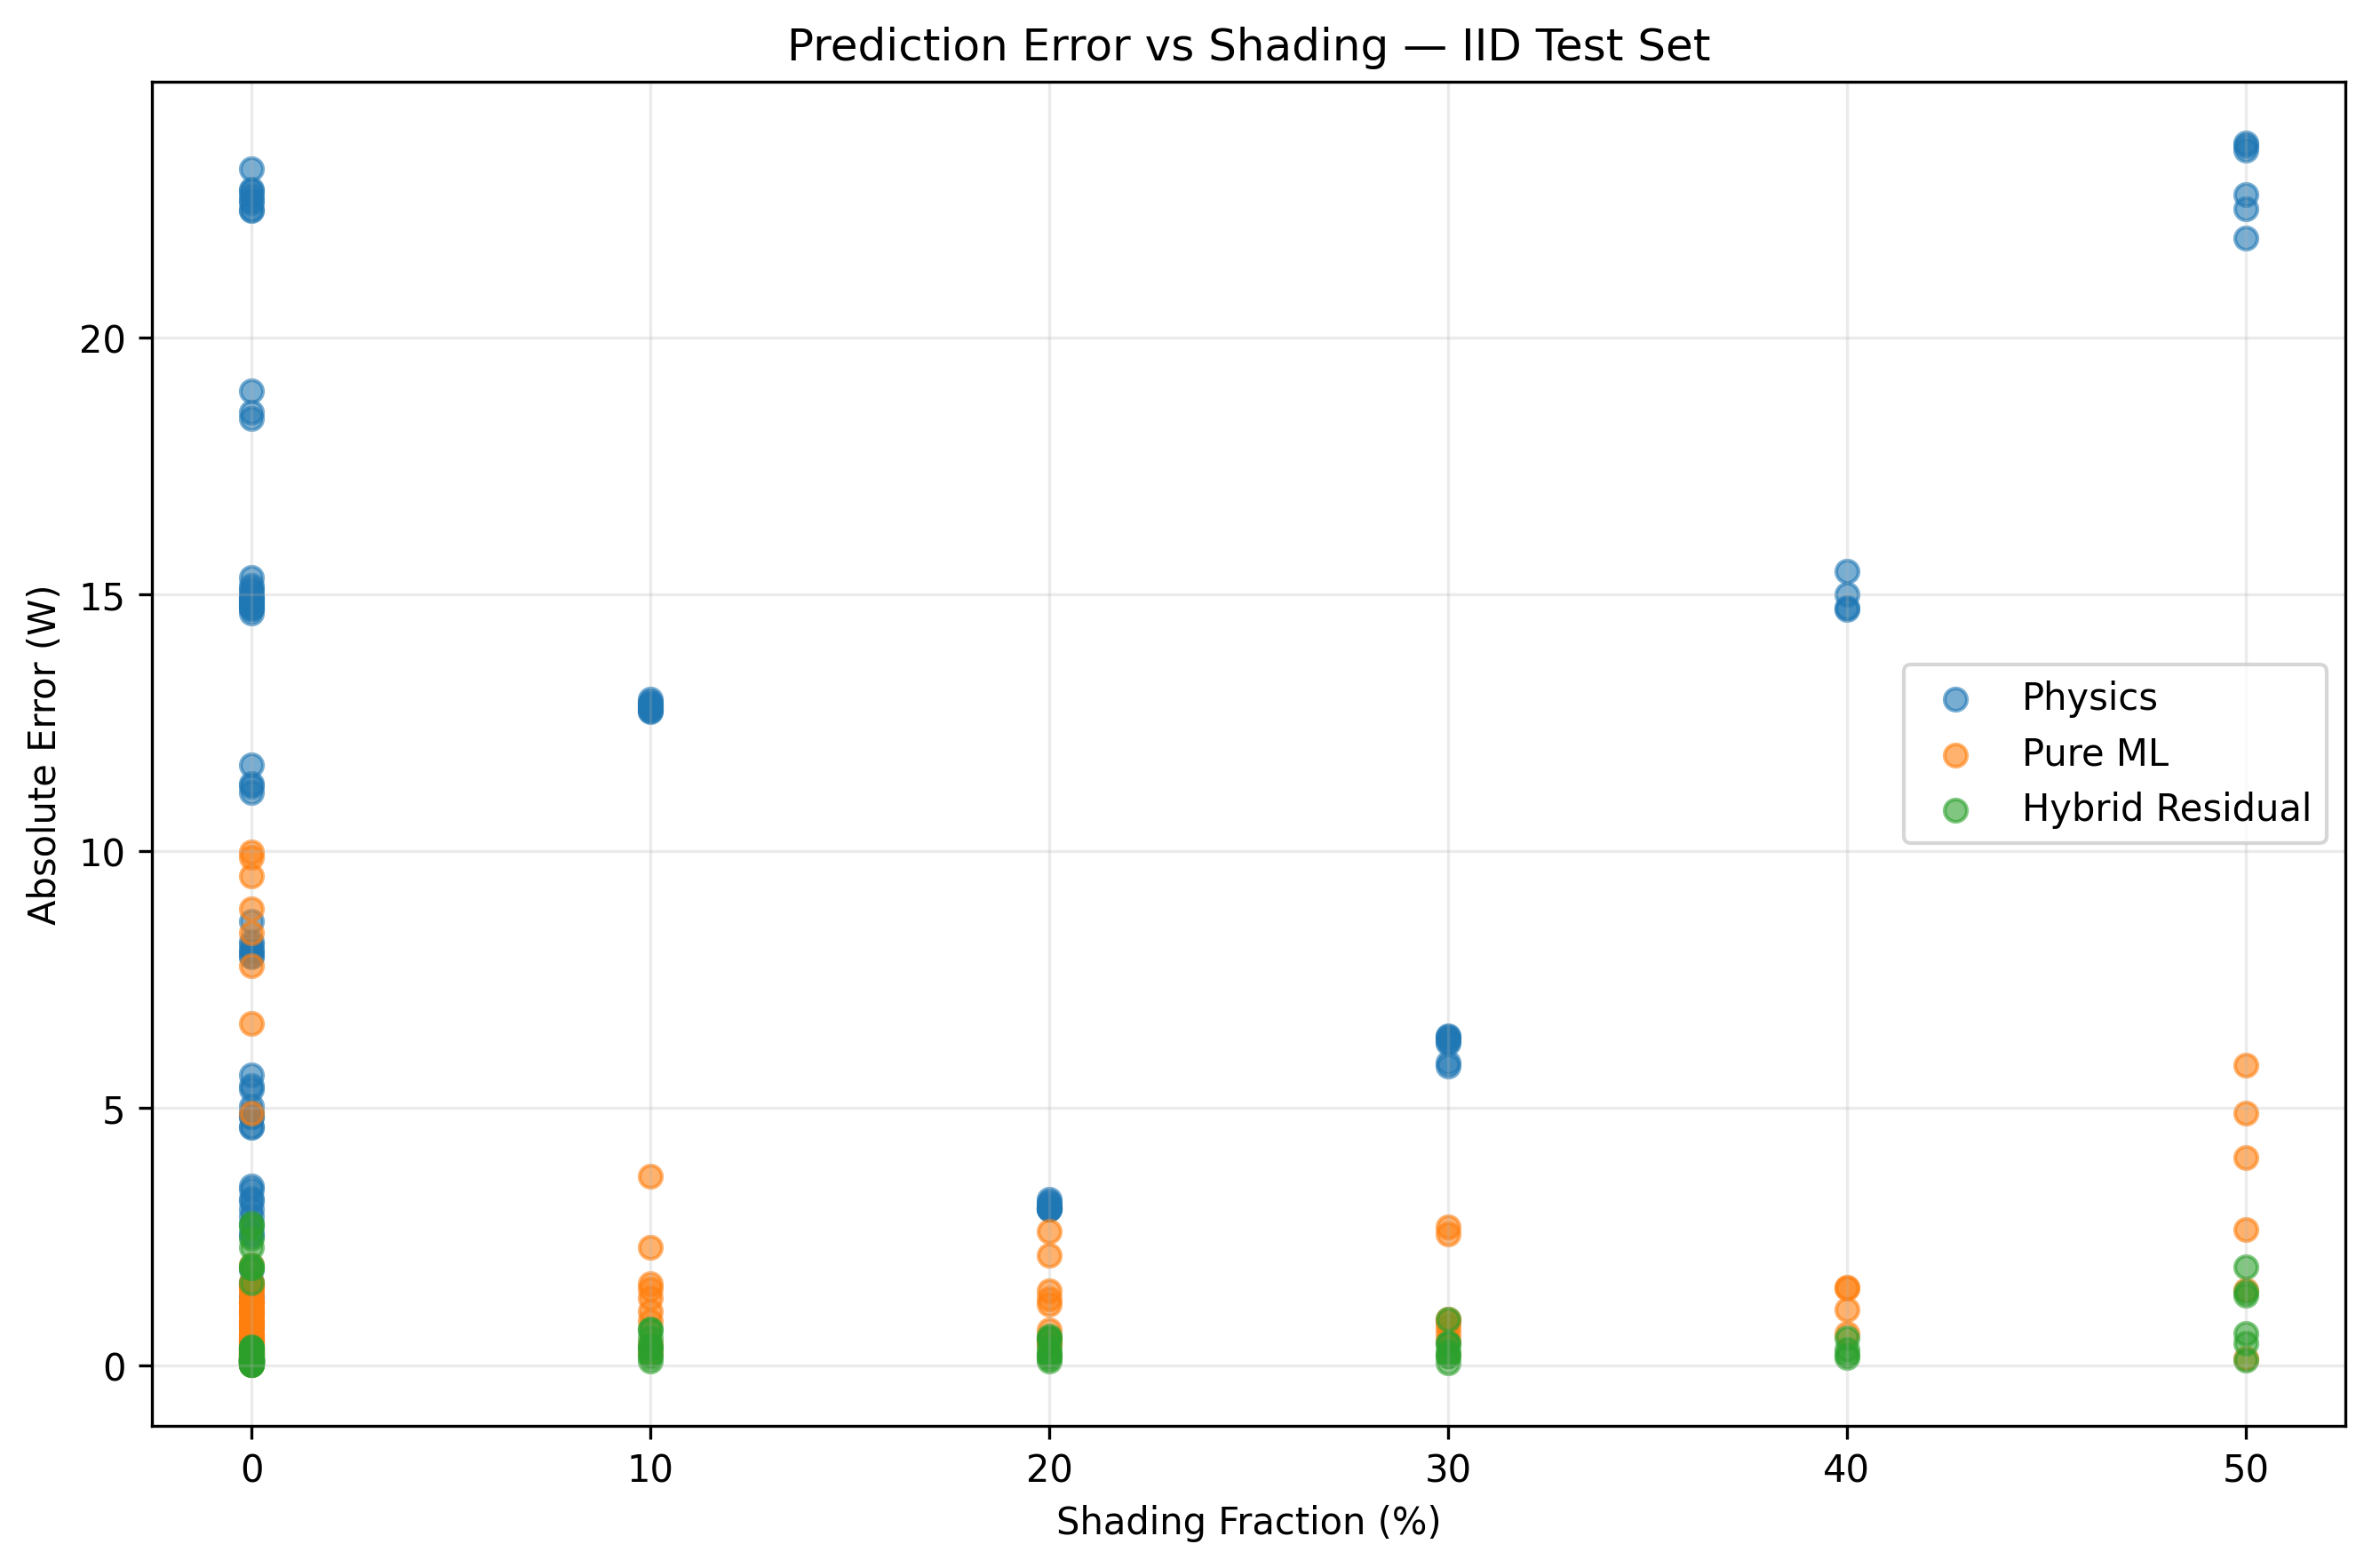 Prediction Error vs Shading — IID Test Set
Absolute Error (W)
20
15
10
5
0
Physics
Pure ML
Hybrid Residual
0 10 20 30 40 50
Shading Fraction (%)